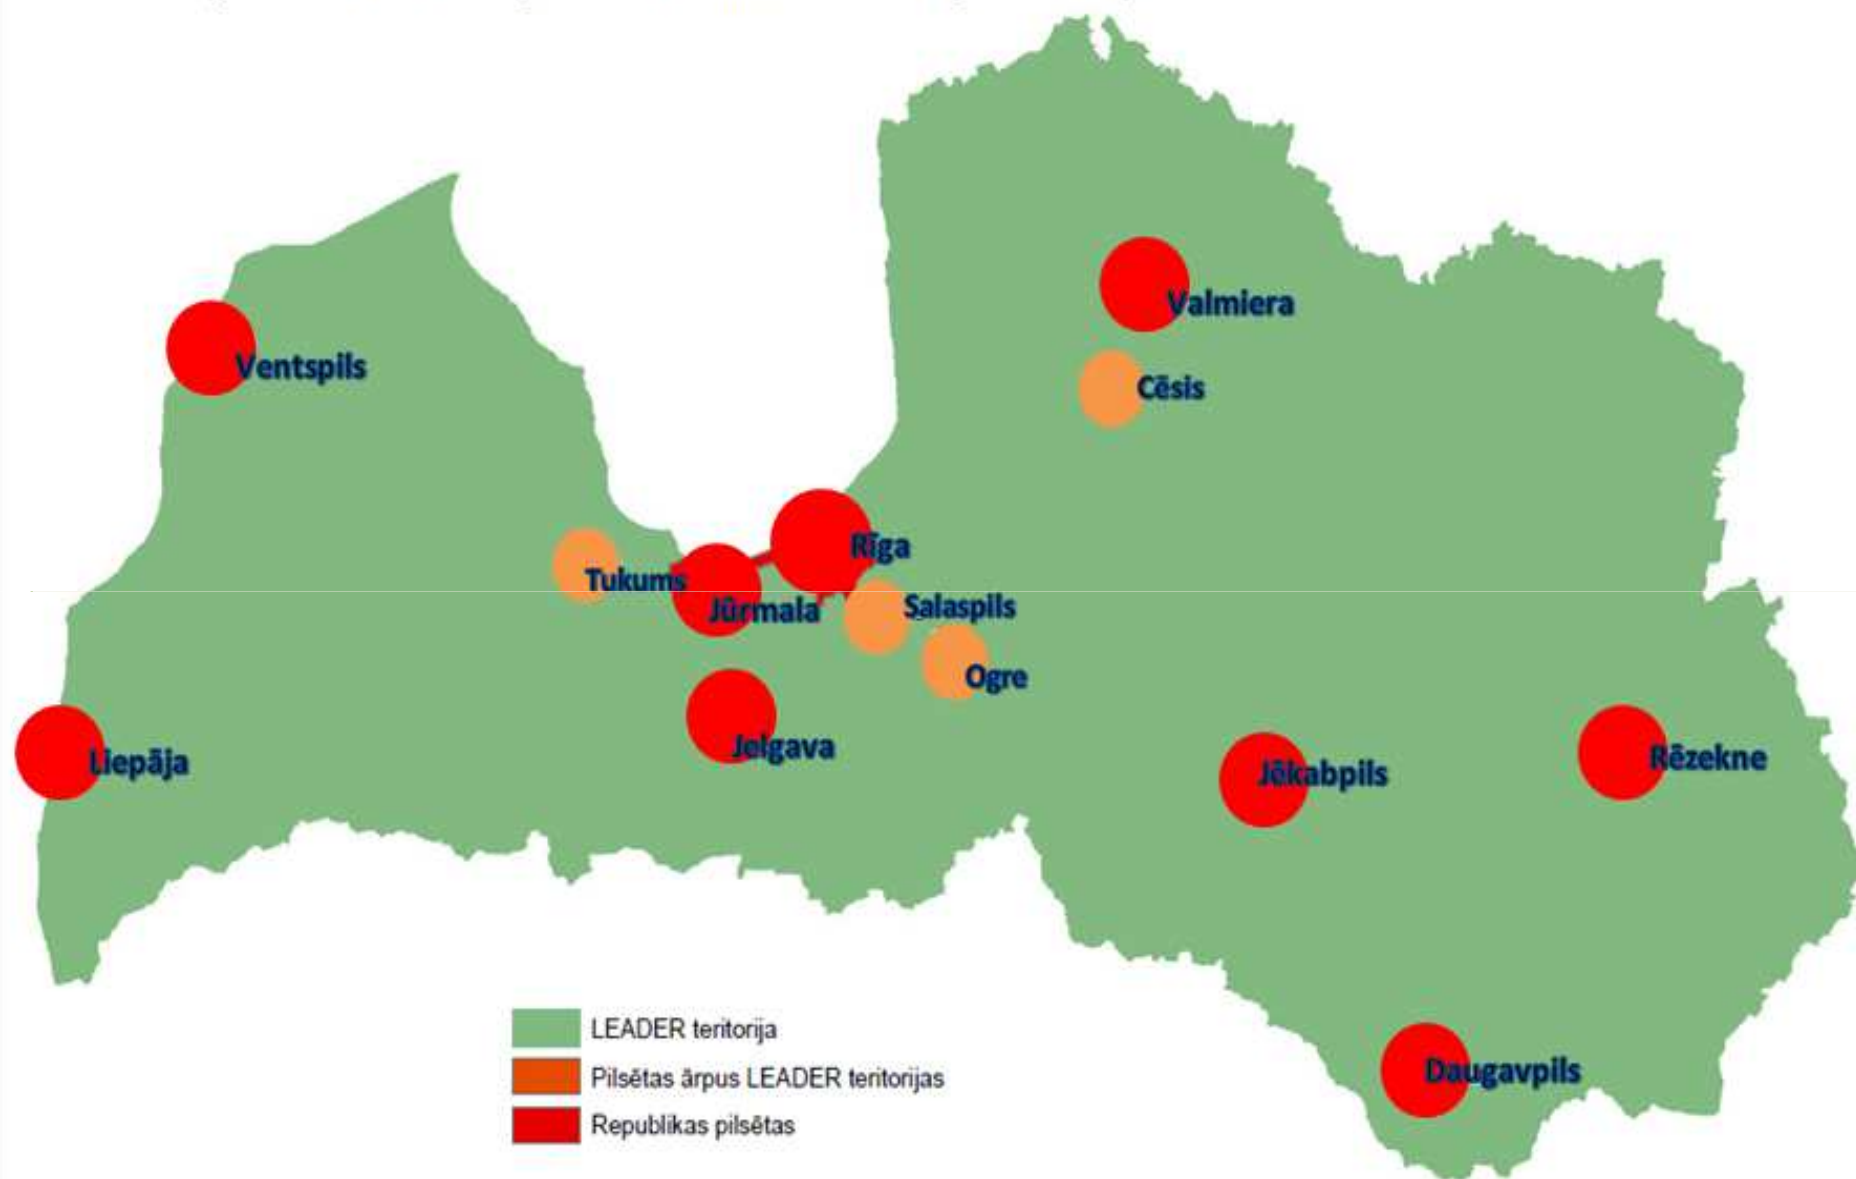 Valmiera
Ventspils
Cēsis
Rīga
Tukums
Jūrmala
Salaspils
Ogre
Jelgava
Liepāja
Jēkabpils
Rēzekne
LEADER teritorija
Pilsētas ārpus LEADER teritorijas
Daugavpils
Republikas pilsētas